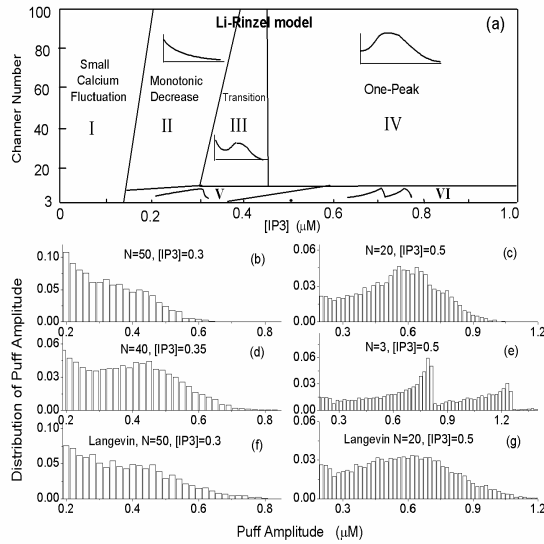 Li-Rinzel model (a)
100
80
60
40
20
3
Channer Number
Small
Calcium
Fluctuation
I
Monotonic
Decrease
II
Transition
III
One-Peak
IV
V
VI
0 0.2 0.4 0.6 0.8 1.0
[IP3] (μM)
Distribution of Puff Amplitude
N=50, [IP3]=0.3 (b)
0.10
0.05
0.00
0.2 0.3 0.4 0.5 0.6 0.8
N=20, [IP3]=0.5 (c)
0.06
0.03
0.00
0.3 0.6 0.9 1.2
N=40, [IP3]=0.35 (d)
0.06
0.03
0.00
0.2 0.3 0.4 0.5 0.6 0.8
N=3, [IP3]=0.5 (e)
0.06
0.03
0.00
0.3 0.6 0.9 1.2
Langevin, N=50, [IP3]=0.3 (f)
0.10
0.05
0.00
0.2 0.4 0.6 0.8
Langevin N=20, [IP3]=0.5 (g)
0.06
0.03
0.00
0.3 0.6 0.9 1.2
Puff Amplitude (μM)